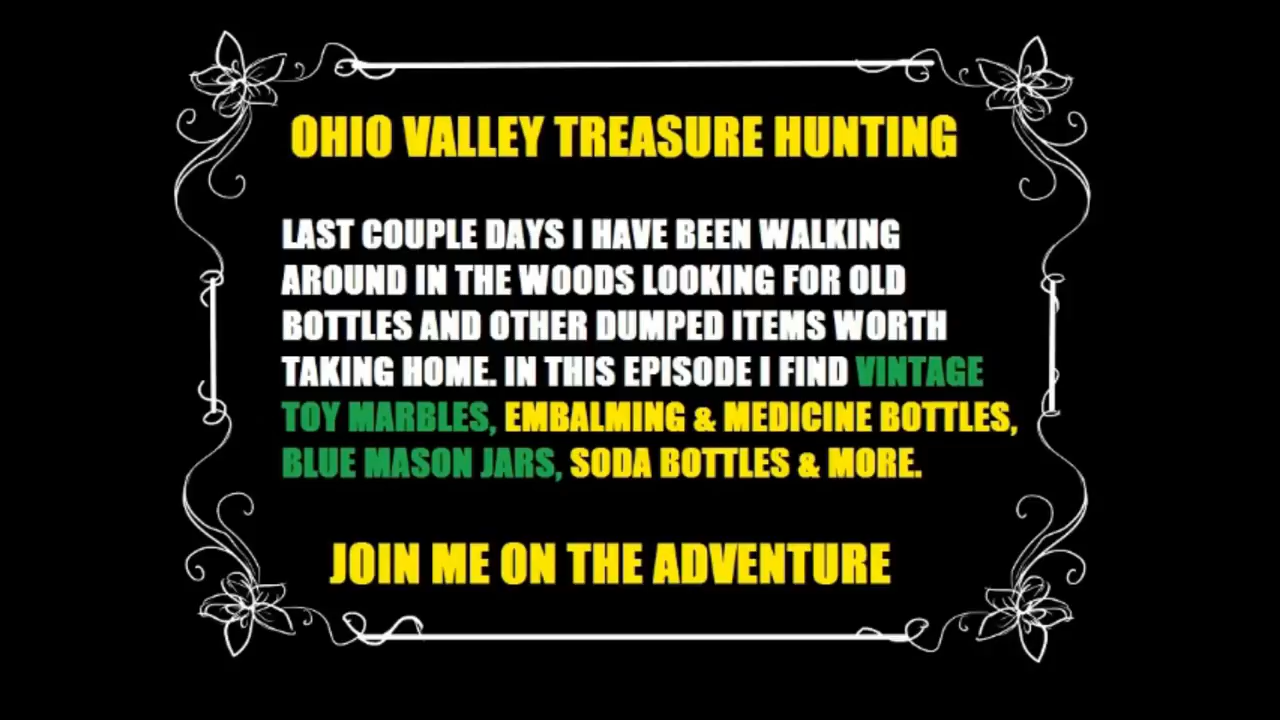 OHIO VALLEY TREASURE HUNTING
LAST COUPLE DAYS I HAVE BEEN WALKING
AROUND IN THE WOODS LOOKING FOR OLD
BOTTLES AND OTHER DUMPED ITEMS WORTH
TAKING HOME. IN THIS EPISODE I FIND VINTAGE
TOY MARBLES, EMBALMING & MEDICINE BOTTLES,
BLUE MASON JARS, SODA BOTTLES & MORE.
JOIN ME ON THE ADVENTURE